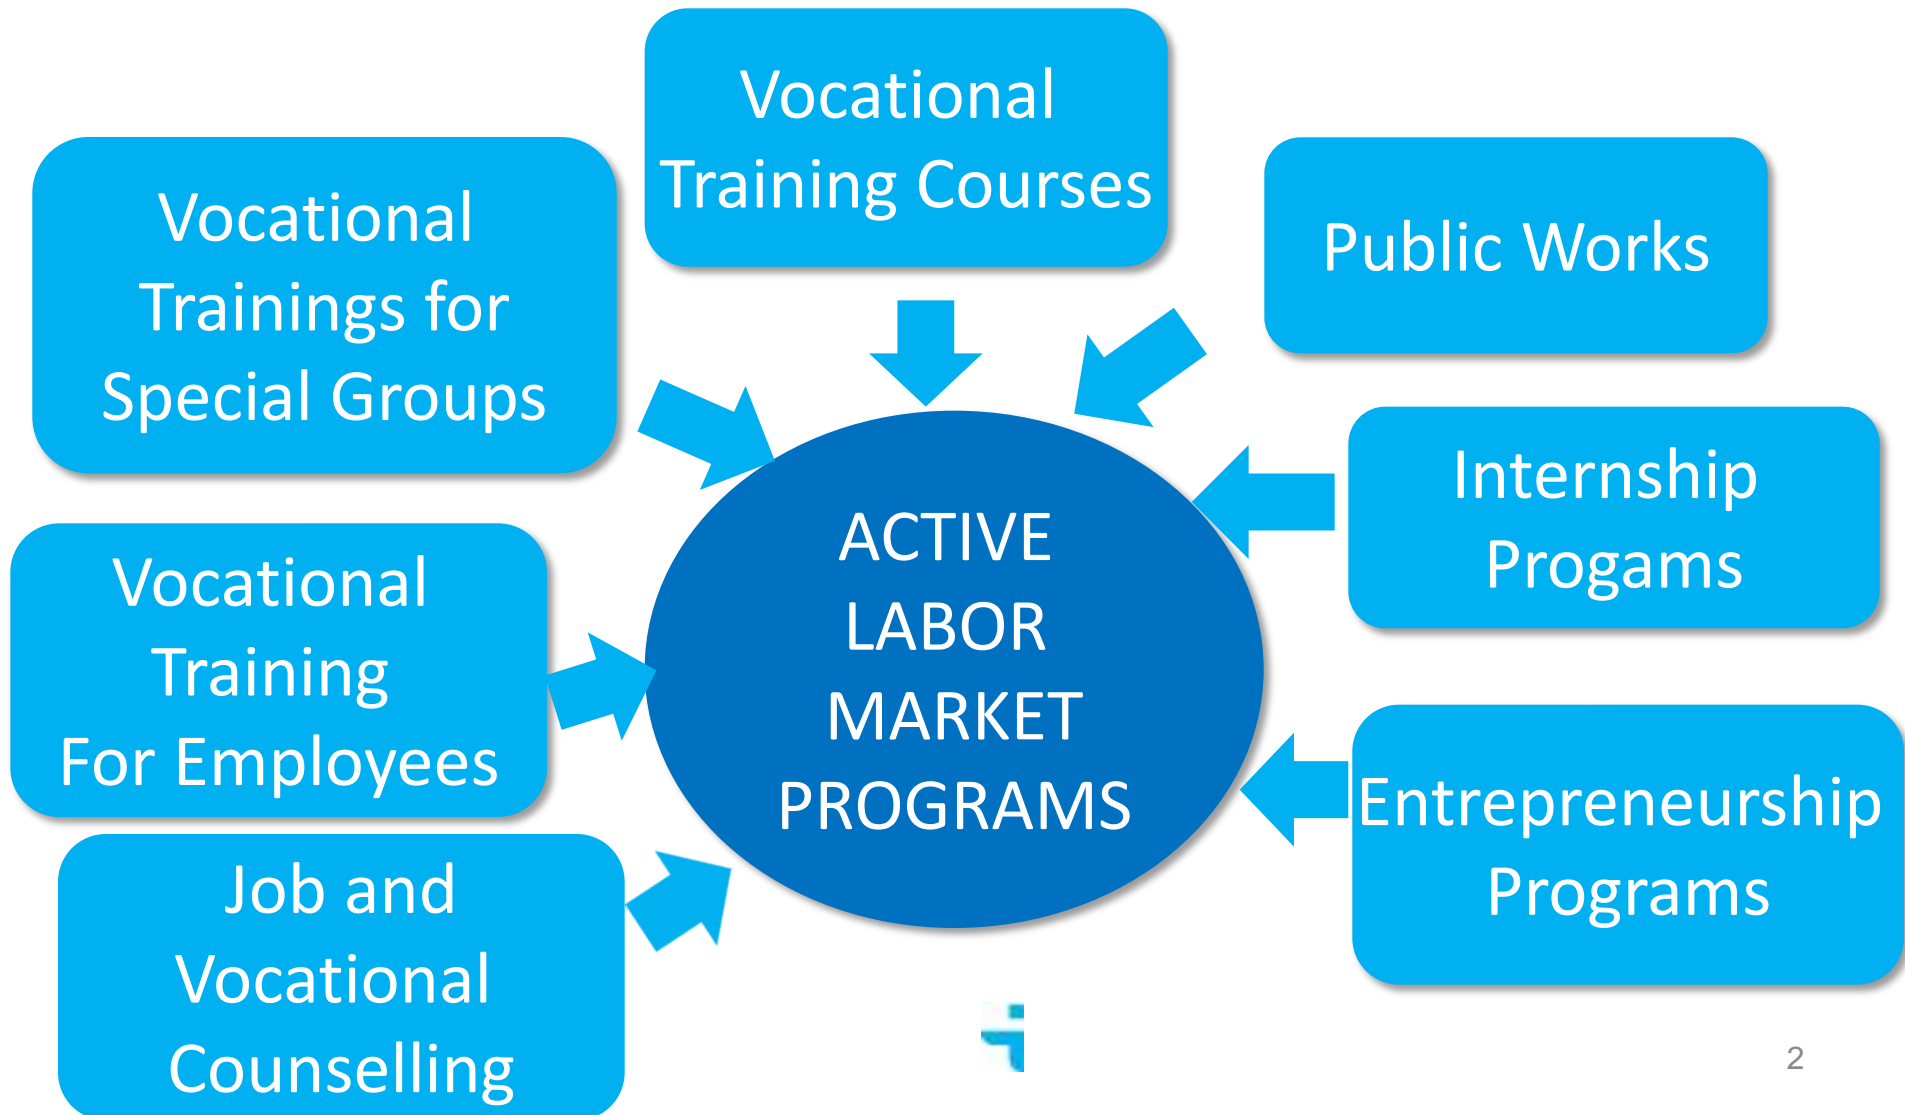 Vocational
Training Courses
Vocational
Trainings for
Special Groups
Public Works
Internship
Progams
Vocational
Training
For Employees
ACTIVE
LABOR
MARKET
PROGRAMS
Entrepreneurship
Programs
Job and
Vocational
Counselling
2